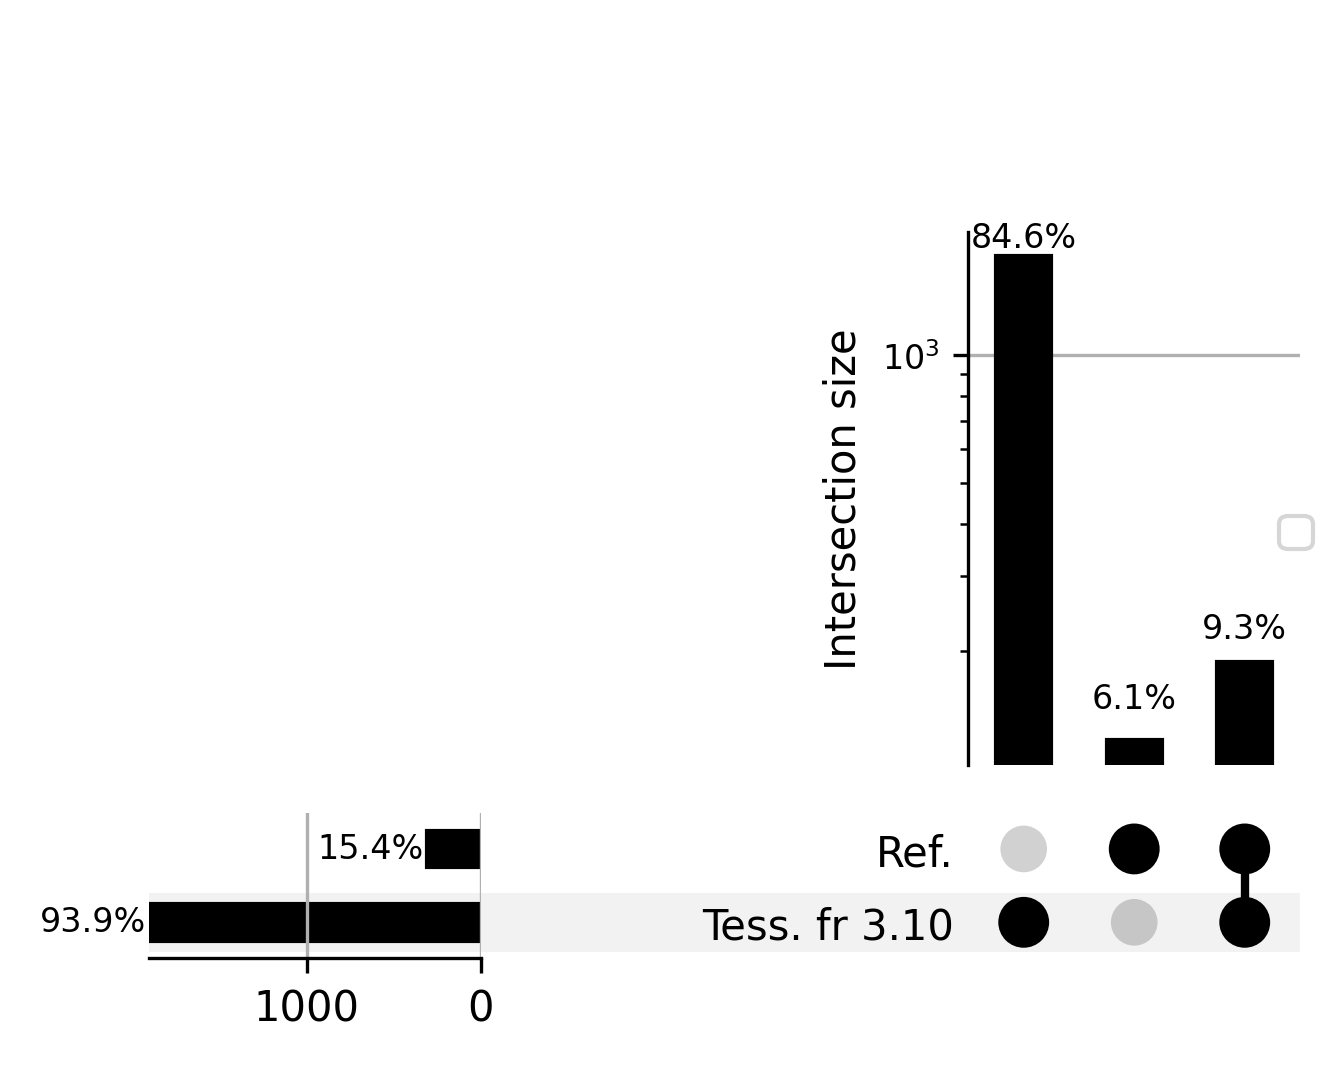 84.6%
Intersection size
10³
9.3%
6.1%
15.4%
Ref.
93.9%
Tess. fr 3.10
1000
0